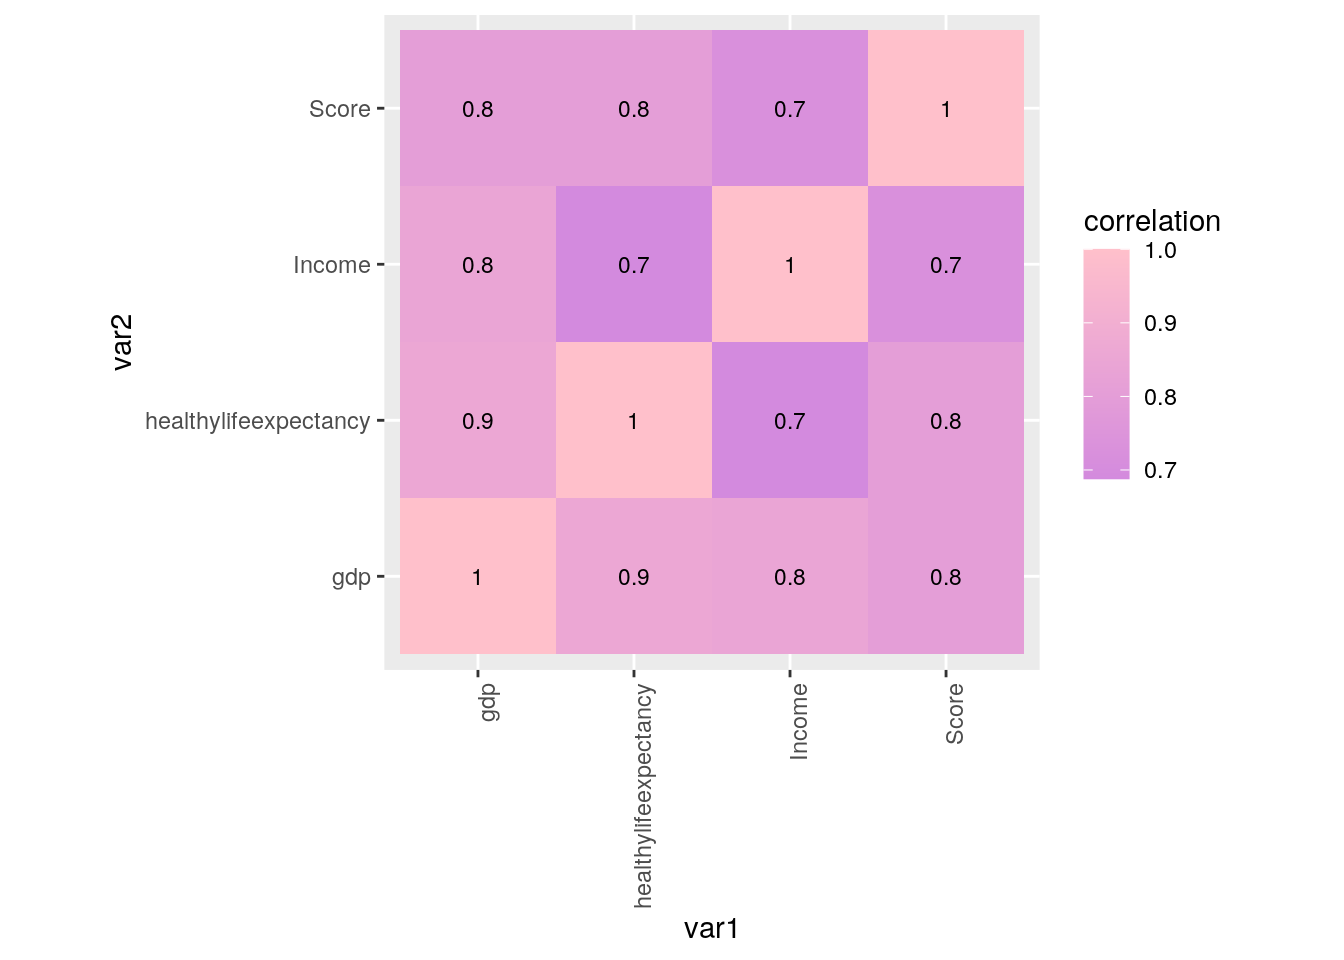 Score 0.8 0.8 0.7 1
Income 0.8 0.7 1 0.7
healthylifeexpectancy 0.9 1 0.7 0.8
gdp 1 0.9 0.8 0.8
var2
gdp healthylifeexpectancy Income Score
var1
correlation
1.0
0.9
0.8
0.7